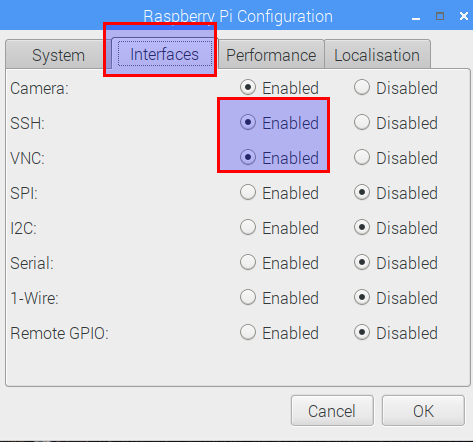 Raspberry Pi Configuration
System Interfaces Performance Localisation
Camera: Enabled Disabled
SSH: Enabled Disabled
VNC: Enabled Disabled
SPI: Enabled Disabled
I2C: Enabled Disabled
Serial: Enabled Disabled
1-Wire: Enabled Disabled
Remote GPIO: Enabled Disabled
Cancel OK